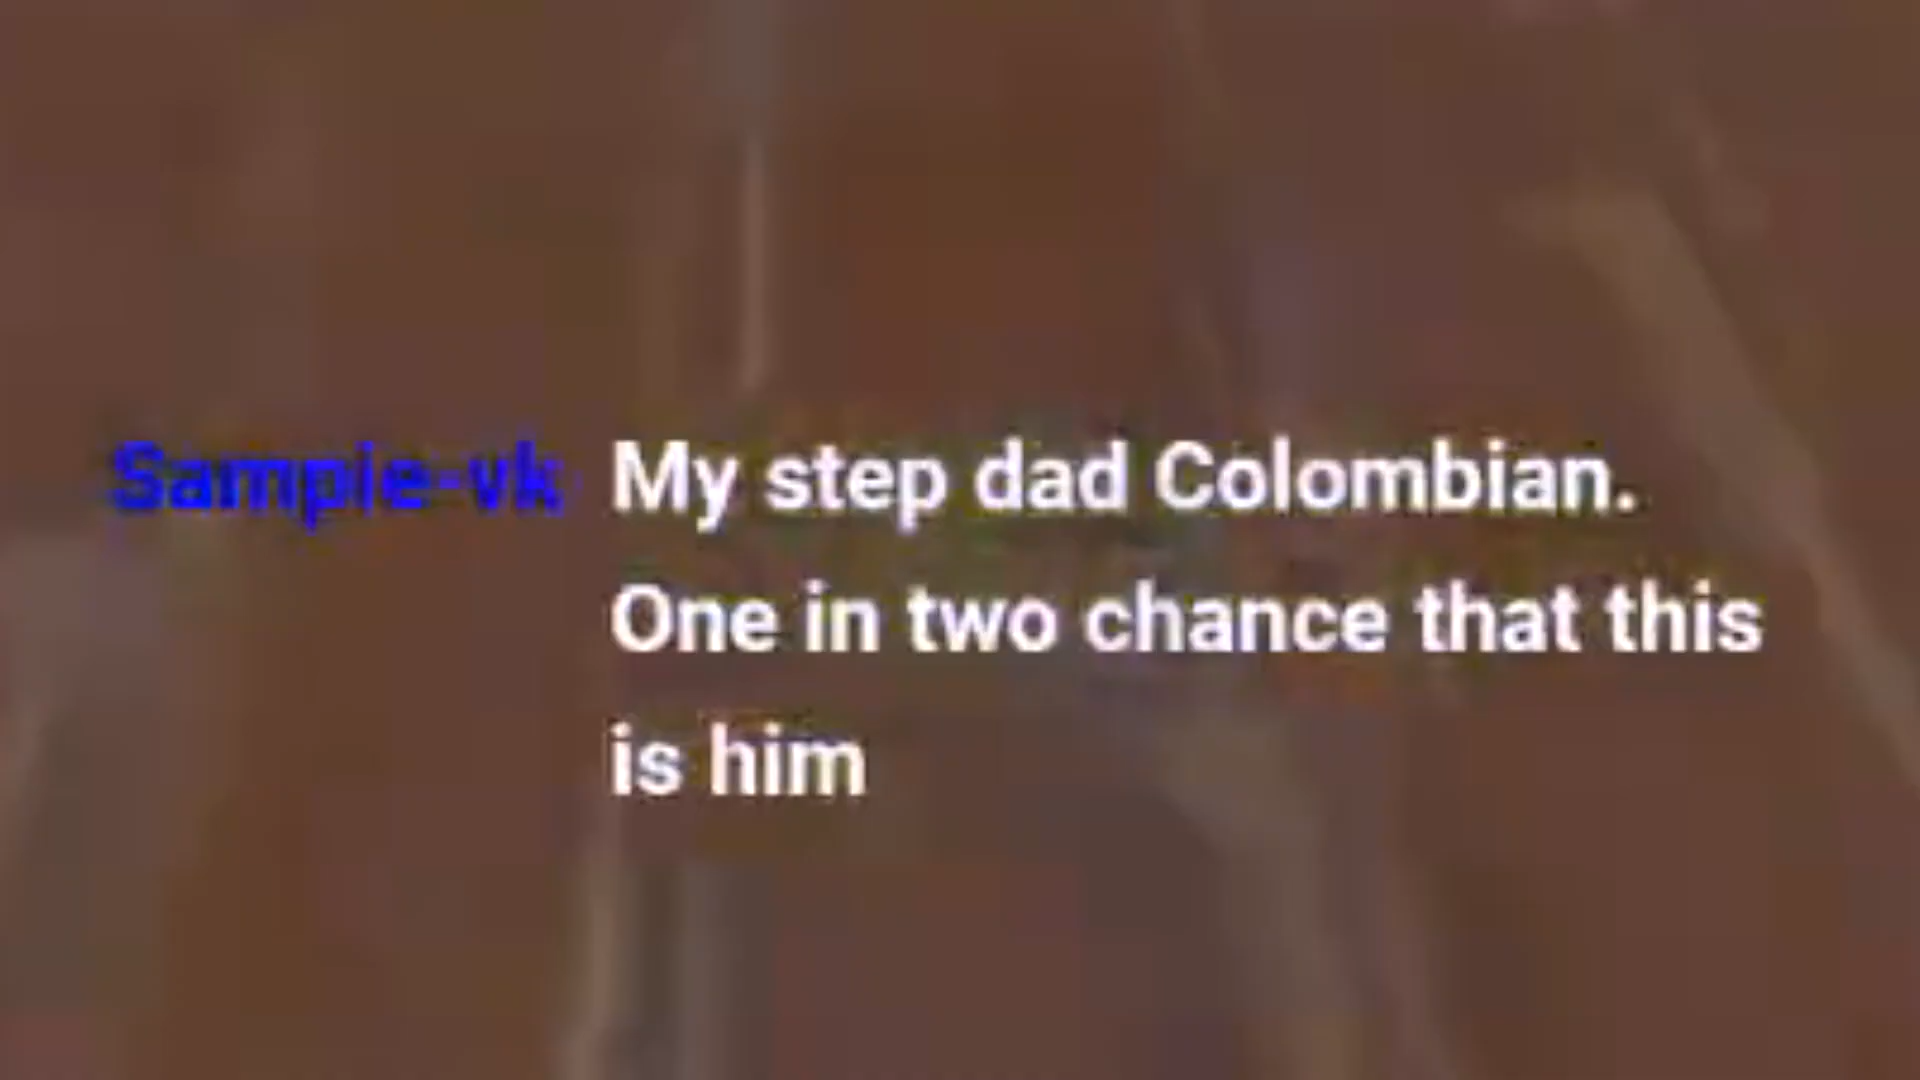 Sampie-vk My step dad Colombian.
One in two chance that this
is him